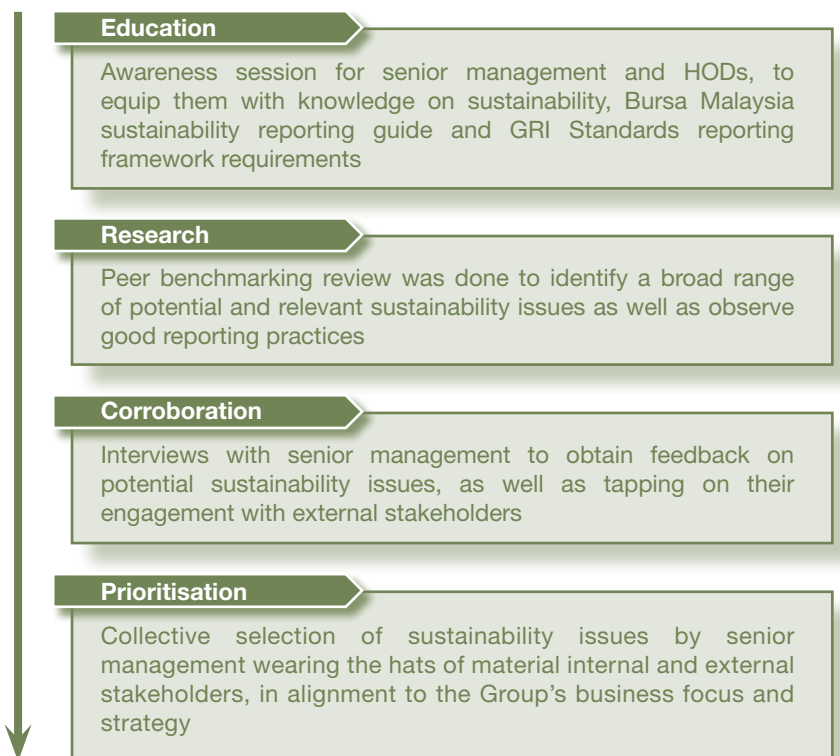 Education
Awareness session for senior management and HODs, to
equip them with knowledge on sustainability, Bursa Malaysia
sustainability reporting guide and GRI Standards reporting
framework requirements
Research
Peer benchmarking review was done to identify a broad range
of potential and relevant sustainability issues as well as observe
good reporting practices
Corroboration
Interviews with senior management to obtain feedback on
potential sustainability issues, as well as tapping on their
engagement with external stakeholders
Prioritisation
Collective selection of sustainability issues by senior
management wearing the hats of material internal and external
stakeholders, in alignment to the Group's business focus and
strategy